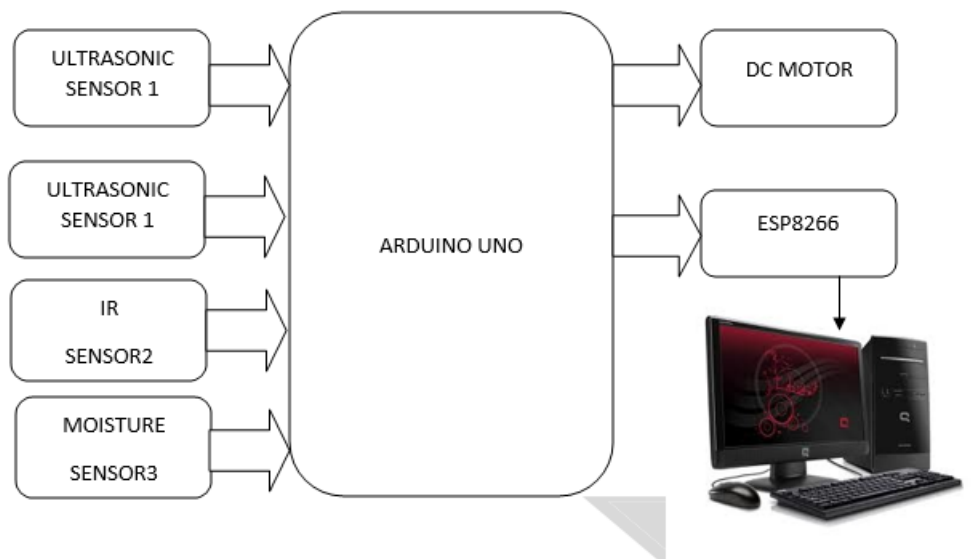 ULTRASONIC
SENSOR 1
ULTRASONIC
SENSOR 1
IR
SENSOR2
MOISTURE
SENSOR3
ARDUINO UNO
DC MOTOR
ESP8266